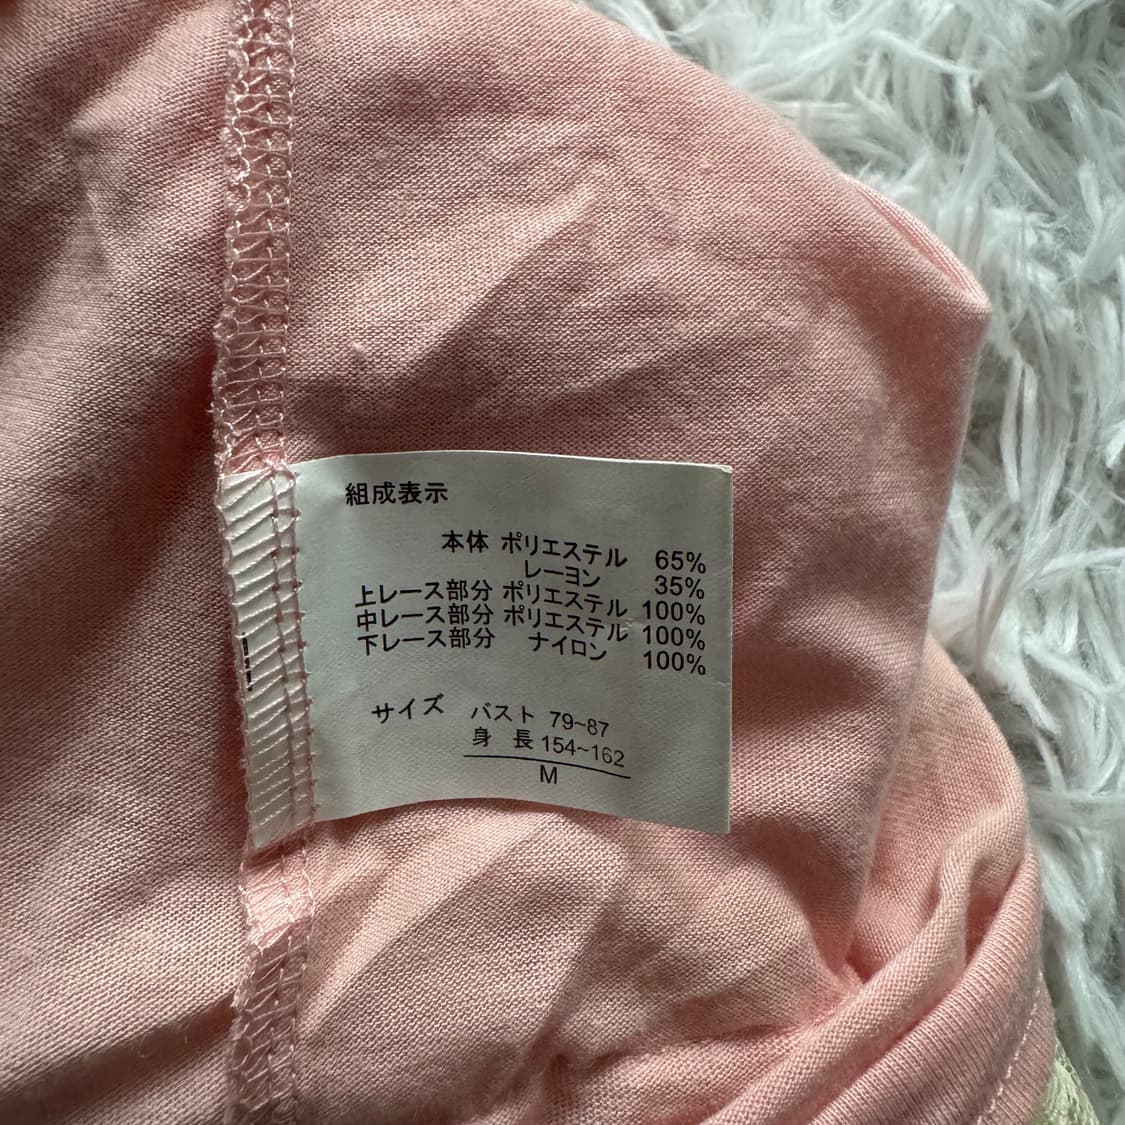 組成表示
本体 ポリエステル 65%
レーヨン 35%
上レース部分 ポリエステル 100%
中レース部分 ポリエステル 100%
下レース部分 ナイロン 100%
サイズ バスト 79~87
身 長 154~162
M